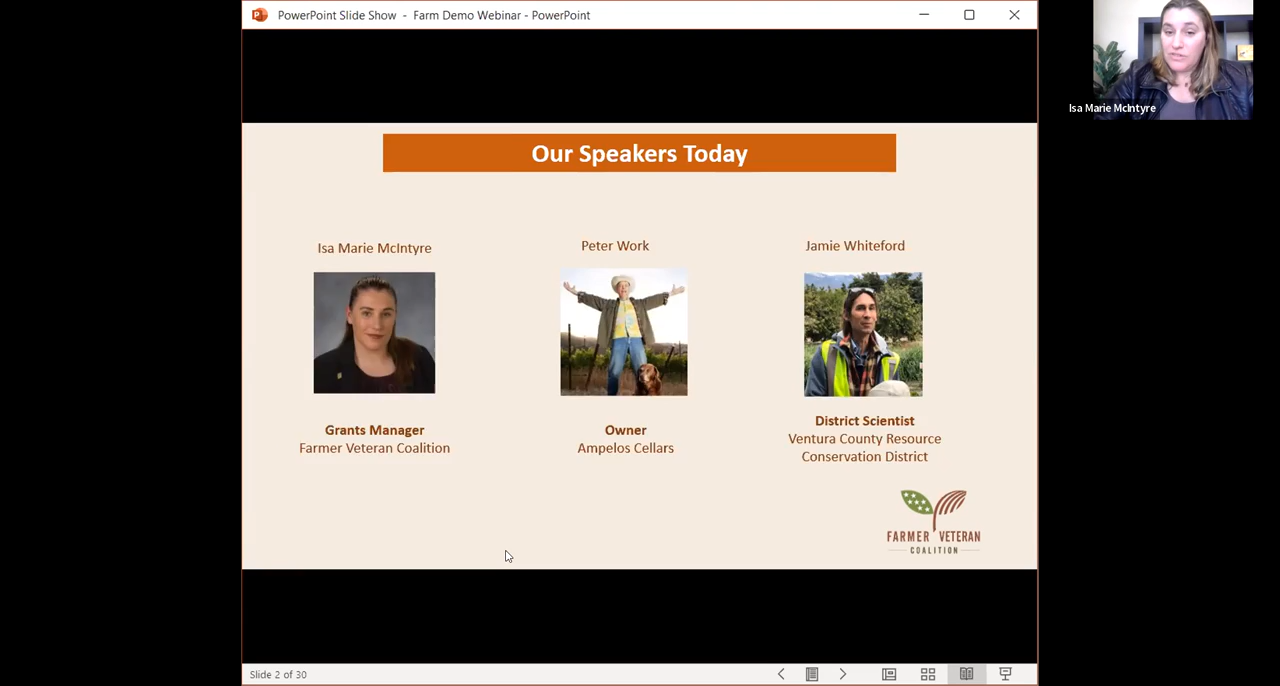 PowerPoint Slide Show - Farm Demo Webinar - PowerPoint
Isa Marie McIntyre
Our Speakers Today
Isa Marie McIntyre
Peter Work
Jamie Whiteford
Grants Manager
Farmer Veteran Coalition
Owner
Ampelos Cellars
District Scientist
Ventura County Resource
Conservation District
FARMER VETERAN
COALITION
Slide 2 of 30